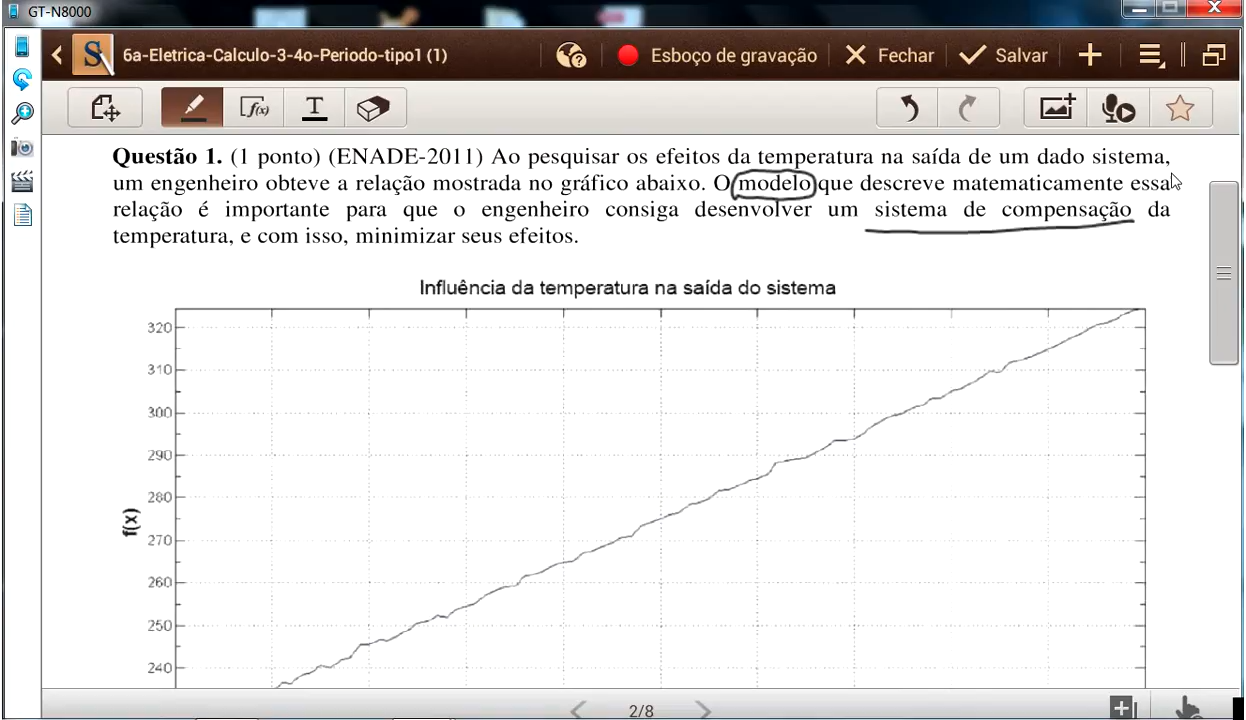 GT-N8000
6a-Eletrica-Calculo-3-4o-Periodo-tipo1 (1)
Esboço de gravação
Fechar
Salvar
f(x)
T
Questão 1. (1 ponto) (ENADE-2011) Ao pesquisar os efeitos da temperatura na saída de um dado sistema,
um engenheiro obteve a relação mostrada no gráfico abaixo. O modelo que descreve matematicamente essa
relação é importante para que o engenheiro consiga desenvolver um sistema de compensação da
temperatura, e com isso, minimizar seus efeitos.
Influência da temperatura na saída do sistema
320
310
300
290
280
270
260
250
240
f(x)
2/8